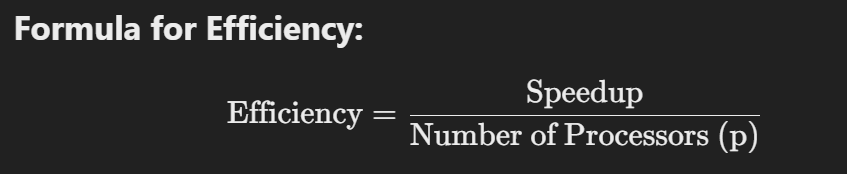 Formula for Efficiency:
Efficiency = Speedup / Number of Processors (p)